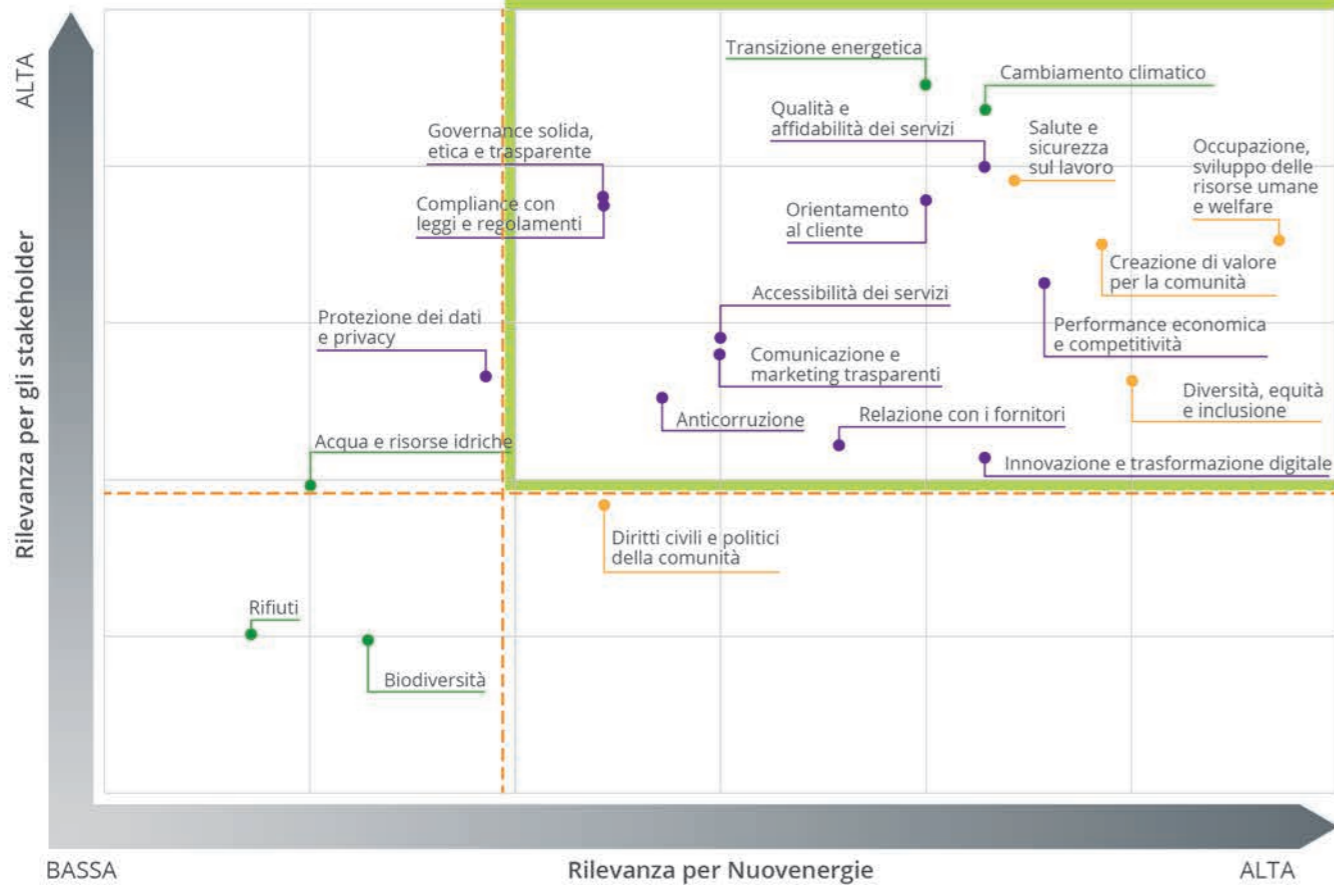 ALTA
Rilevanza per gli stakeholder
Transizione energetica
Cambiamento climatico
Qualità e
affidabilità dei servizi
Salute e
sicurezza
sul lavoro
Occupazione,
sviluppo delle
risorse umane
e welfare
Governance solida,
etica e trasparente
Compliance con
leggi e regolamenti
Orientamento
al cliente
Creazione di valore
per la comunità
Accessibilità dei servizi
Protezione dei dati
e privacy
Performance economica
e competitività
Comunicazione e
marketing trasparenti
Diversità, equità
e inclusione
Anticorruzione
Relazione con i fornitori
Acqua e risorse idriche
Innovazione e trasformazione digitale
Diritti civili e politici
della comunità
Rifiuti
Biodiversità
BASSA
Rilevanza per Nuovenergie
ALTA